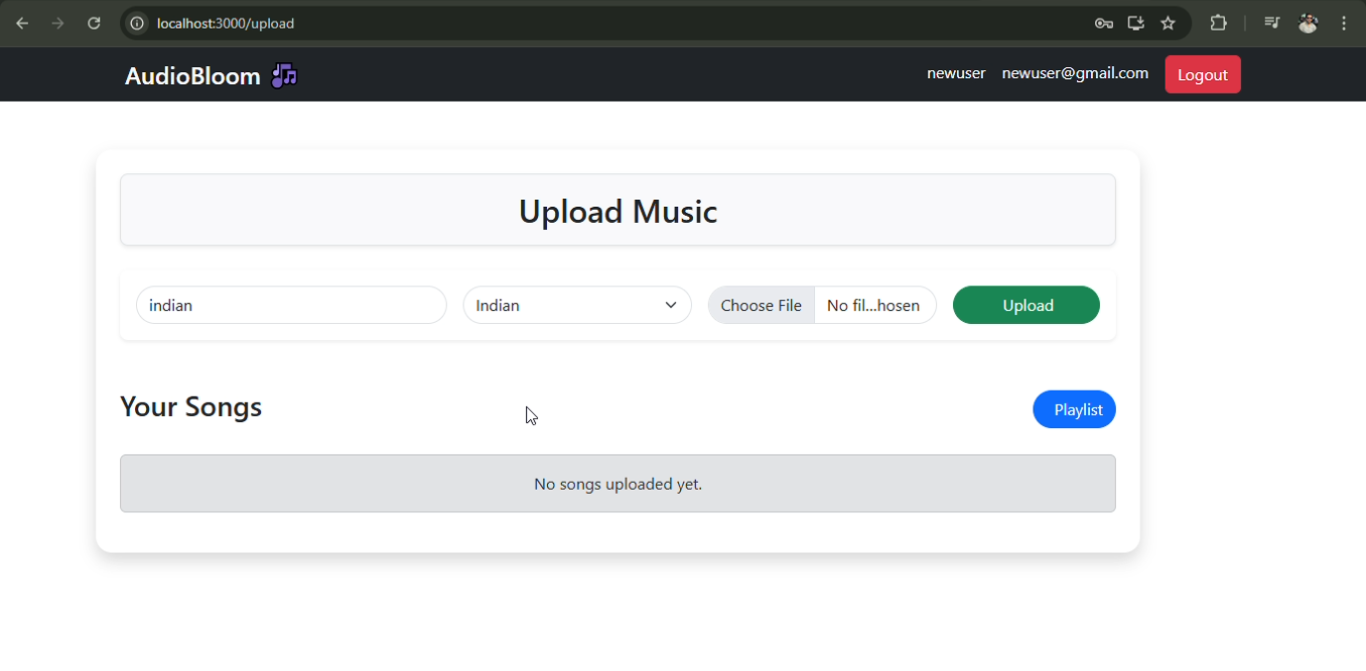 localhost:3000/upload
AudioBloom newuser newuser@gmail.com Logout
Upload Music
indian Indian Choose File No fil...hosen Upload
Your Songs Playlist
No songs uploaded yet.